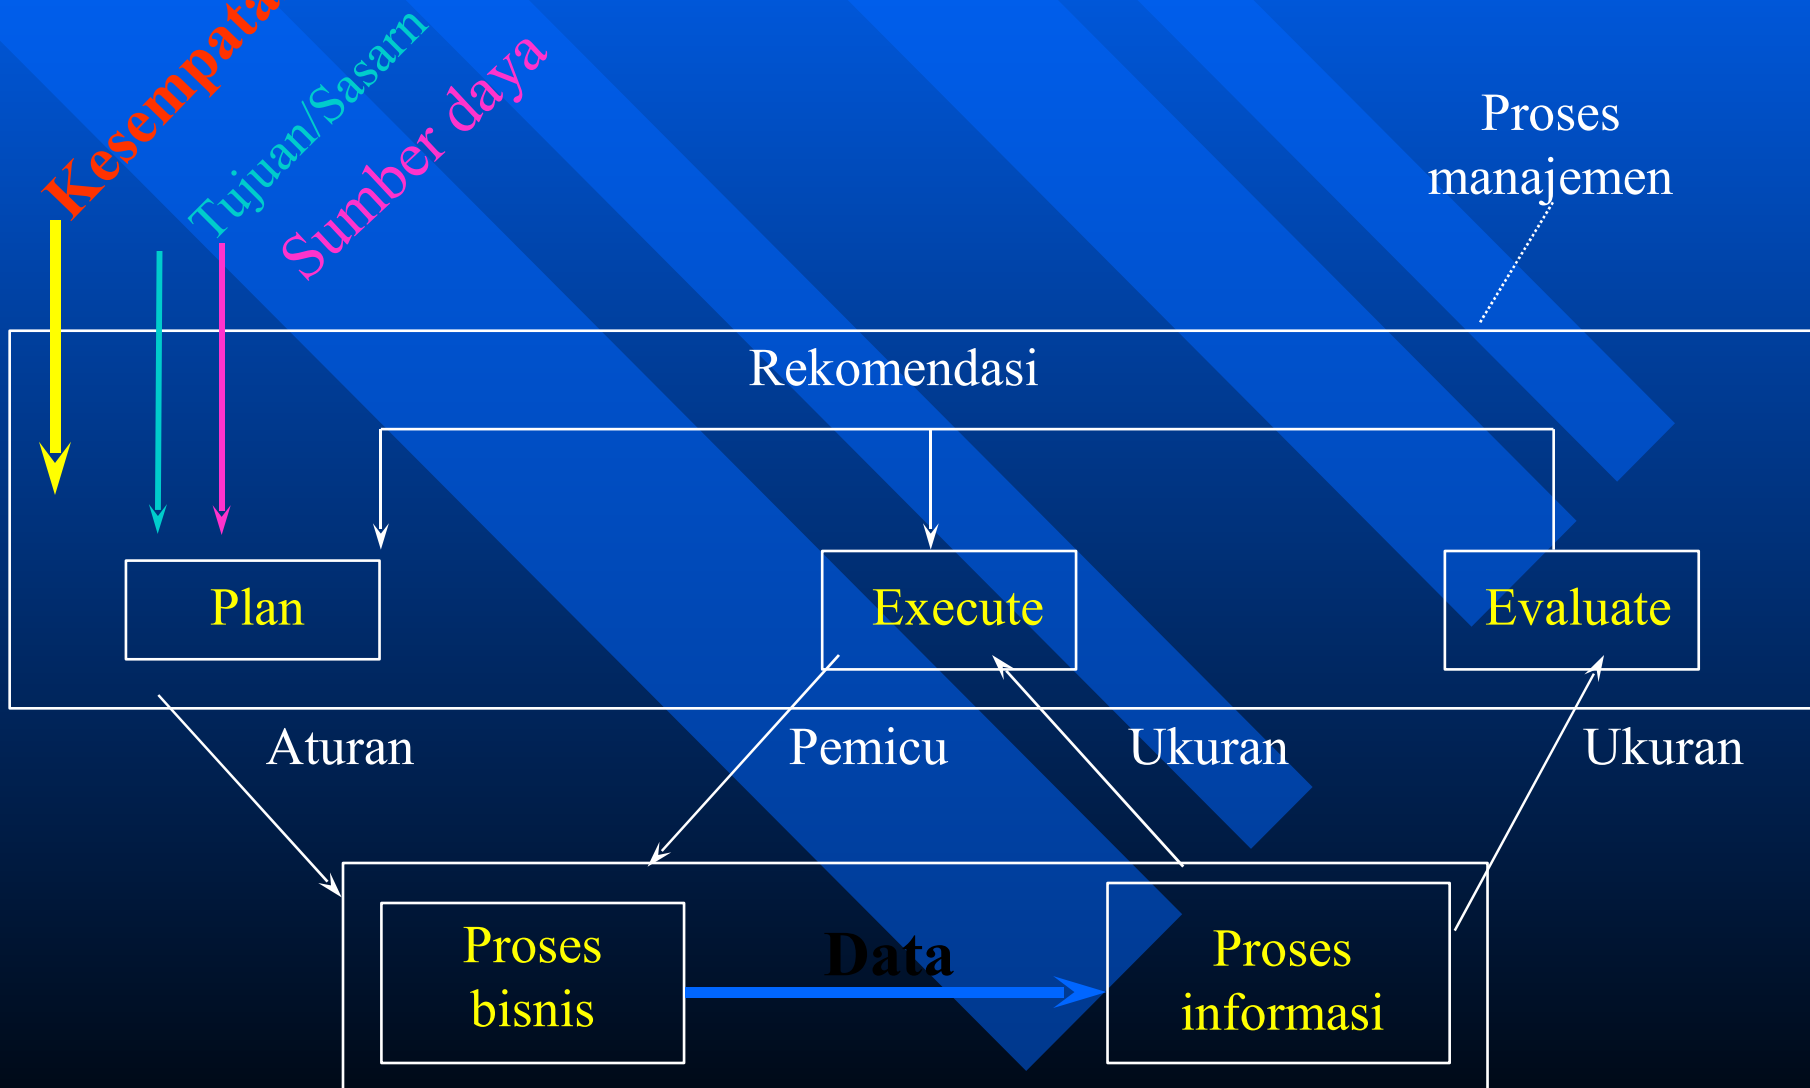 Kesempata
Tujuan/Sasarn
Sumber daya
Proses
manajemen
Rekomendasi
Plan
Execute
Evaluate
Aturan
Pemicu
Ukuran
Ukuran
Proses
bisnis
Data
Proses
informasi